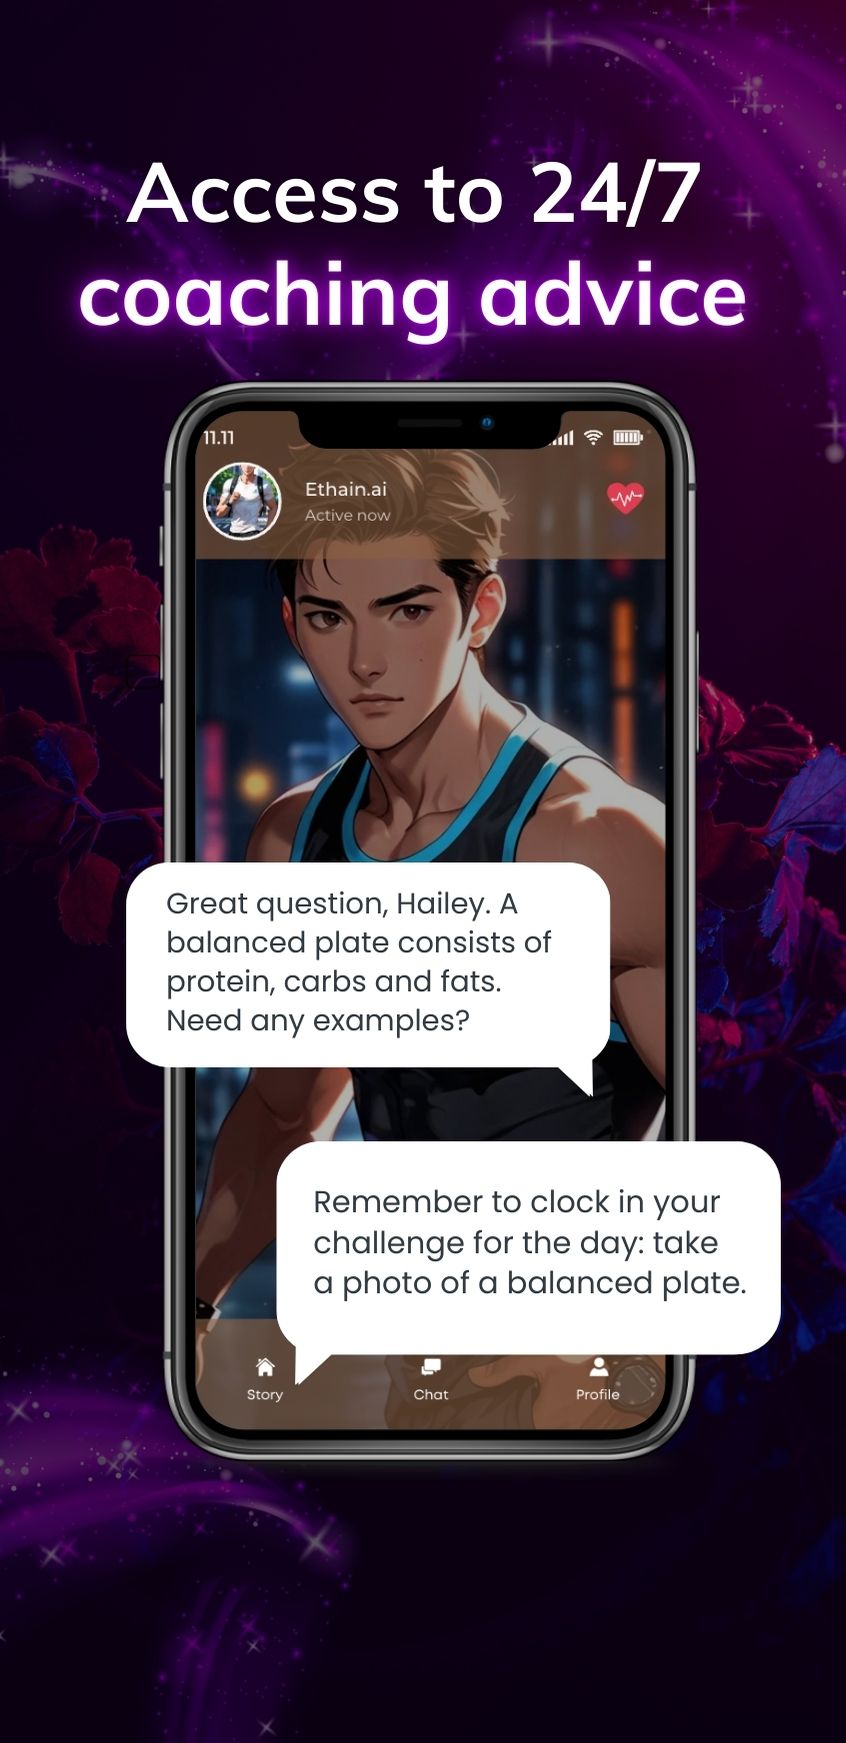 Access to 24/7
coaching advice
11.11
Ethain.ai
Active now
Great question, Hailey. A
balanced plate consists of
protein, carbs and fats.
Need any examples?
Remember to clock in your
challenge for the day: take
a photo of a balanced plate.
Story
Chat
Profile